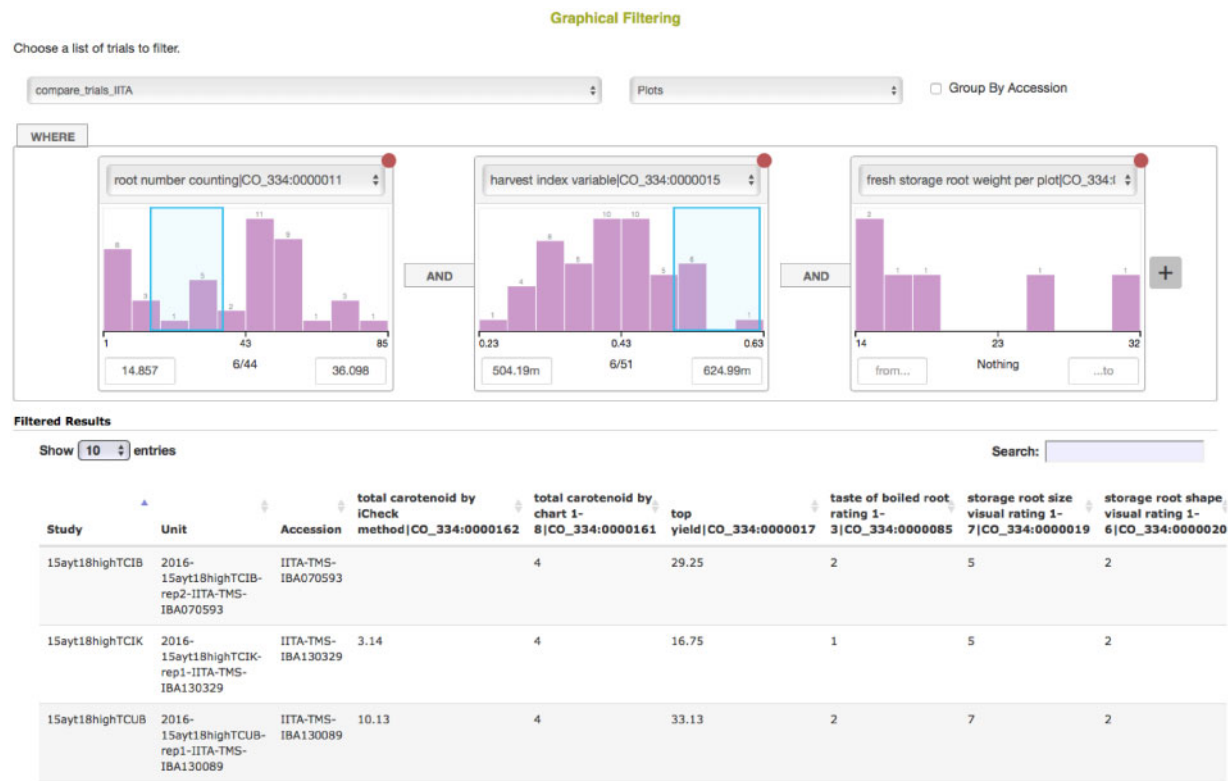 Graphical Filtering
Choose a list of trials to filter.
compare_trials_IITA
Plots
Group By Accession
WHERE
root number counting|CO_334:0000011
8 3 1 5 2 11 9 1 3 1
1 43 85
14.857 6/44 36.098
AND
harvest index variable|CO_334:0000015
1 4 8 5 10 10 5 6 1
0.23 0.43 0.63
504.19m 6/51 624.99m
AND
fresh storage root weight per plot|CO_334:(
2 1 1 1 1
14 23 32
from... Nothing ...to
+
Filtered Results
Show 10 entries
Search:
Study
Unit
Accession
total carotenoid by
iCheck
method|CO_334:0000162
total carotenoid by
chart 1-
8|CO_334:0000161
top
yield|CO_334:0000017
taste of boiled root
rating 1-
3|CO_334:0000085
storage root size
visual rating 1-
7|CO_334:0000019
storage root shape
visual rating 1-
6|CO_334:0000020
15ayt18highTCIB 2016- IITA-TMS- 4 29.25 2 5 2
15ayt18highTCIB- IBA070593
rep2-IITA-TMS-
IBA070593
15ayt18highTCIK 2016- IITA-TMS- 3.14 4 16.75 1 5 2
15ayt18highTCIK- IBA130329
rep1-IITA-TMS-
IBA130329
15ayt18highTCUB 2016- IITA-TMS- 10.13 4 33.13 2 7 2
15ayt18highTCUB- IBA130089
rep1-IITA-TMS-
IBA130089